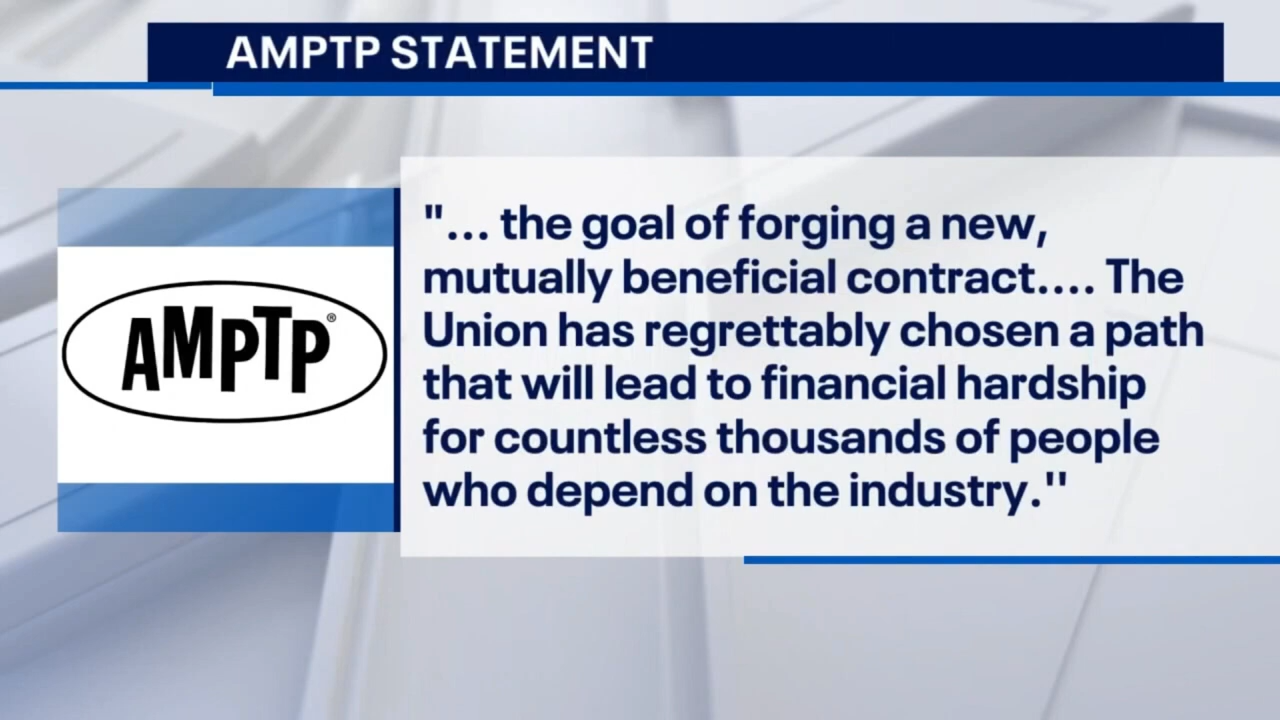 AMPTP STATEMENT
AMPTP®
"... the goal of forging a new,
mutually beneficial contract.... The
Union has regrettably chosen a path
that will lead to financial hardship
for countless thousands of people
who depend on the industry.''